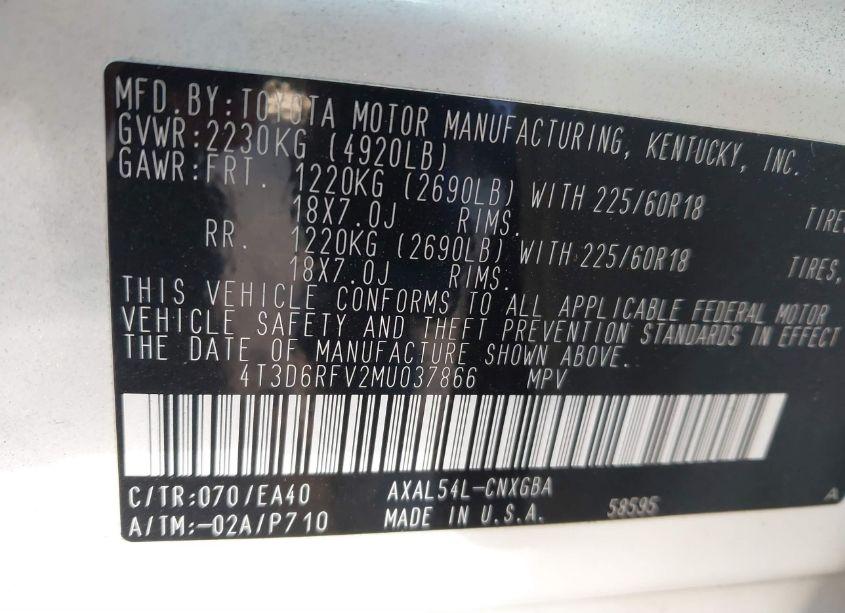 MFD.BY:TOYOTA MOTOR MANUFACTURING, KENTUCKY, INC.
GVWR:2230KG (4920LB)
GAWR:FRT. 1220KG (2690LB) WITH 225/60R18 TIRES
18X7.0J RIMS.
RR. 1220KG (2690LB) WITH 225/60R18 TIRES,
18X7.0J RIMS.
THIS VEHICLE CONFORMS TO ALL APPLICABLE FEDERAL MOTOR
VEHICLE SAFETY AND THEFT PREVENTION STANDARDS IN EFFECT
THE DATE OF MANUFACTURE SHOWN ABOVE.
4T3D6RFV2MU037866 MPV
C/TR:070/EA40 AXAL54L-CNXGBA
A/TM:-02A/P710 MADE IN U.S.A. 58595 A